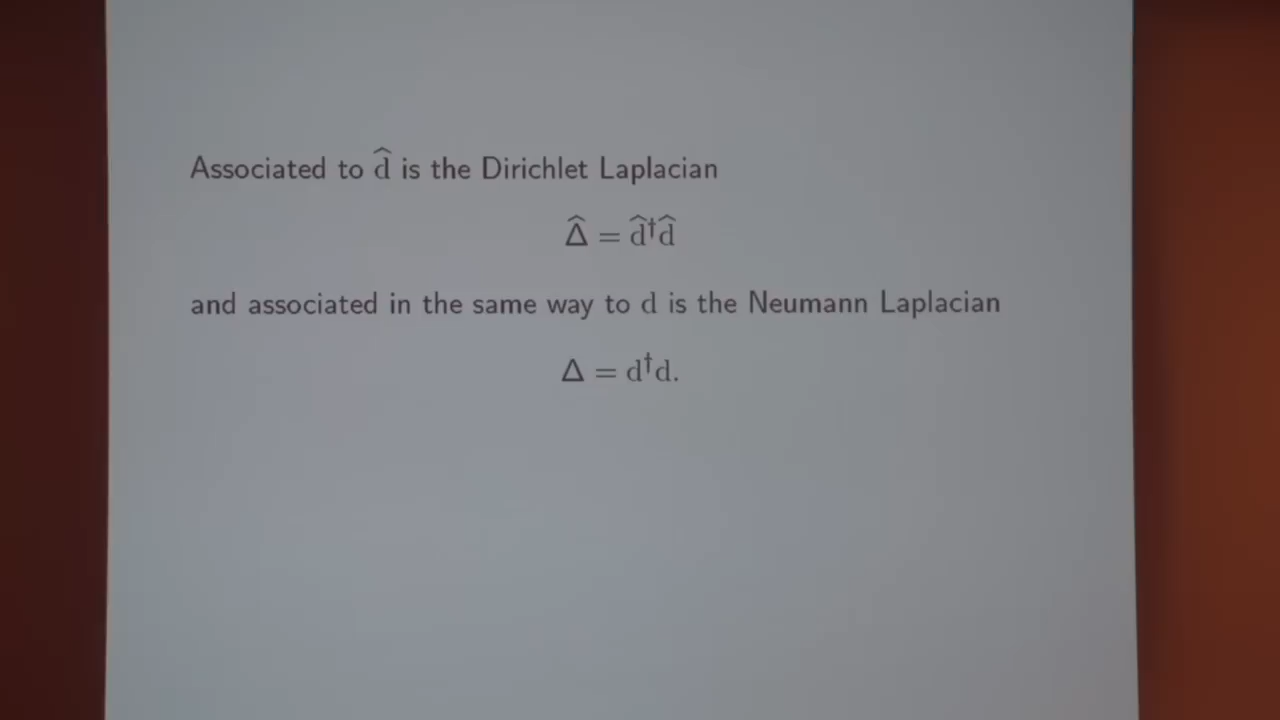 Associated to d̂ is the Dirichlet Laplacian
Δ̂ = d̂†d̂
and associated in the same way to d is the Neumann Laplacian
Δ = d†d.